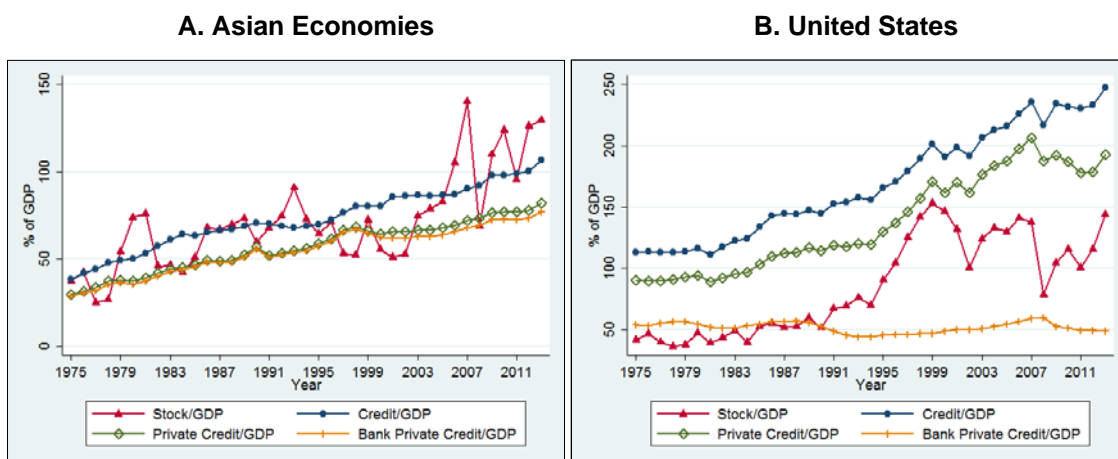 A. Asian Economies
B. United States
% of GDP
150
100
50
0
1975 1979 1983 1987 1991 1995 1999 2003 2007 2011
Year
Stock/GDP Credit/GDP
Private Credit/GDP Bank Private Credit/GDP
% of GDP
250
200
150
100
50
1975 1979 1983 1987 1991 1995 1999 2003 2007 2011
Year
Stock/GDP Credit/GDP
Private Credit/GDP Bank Private Credit/GDP